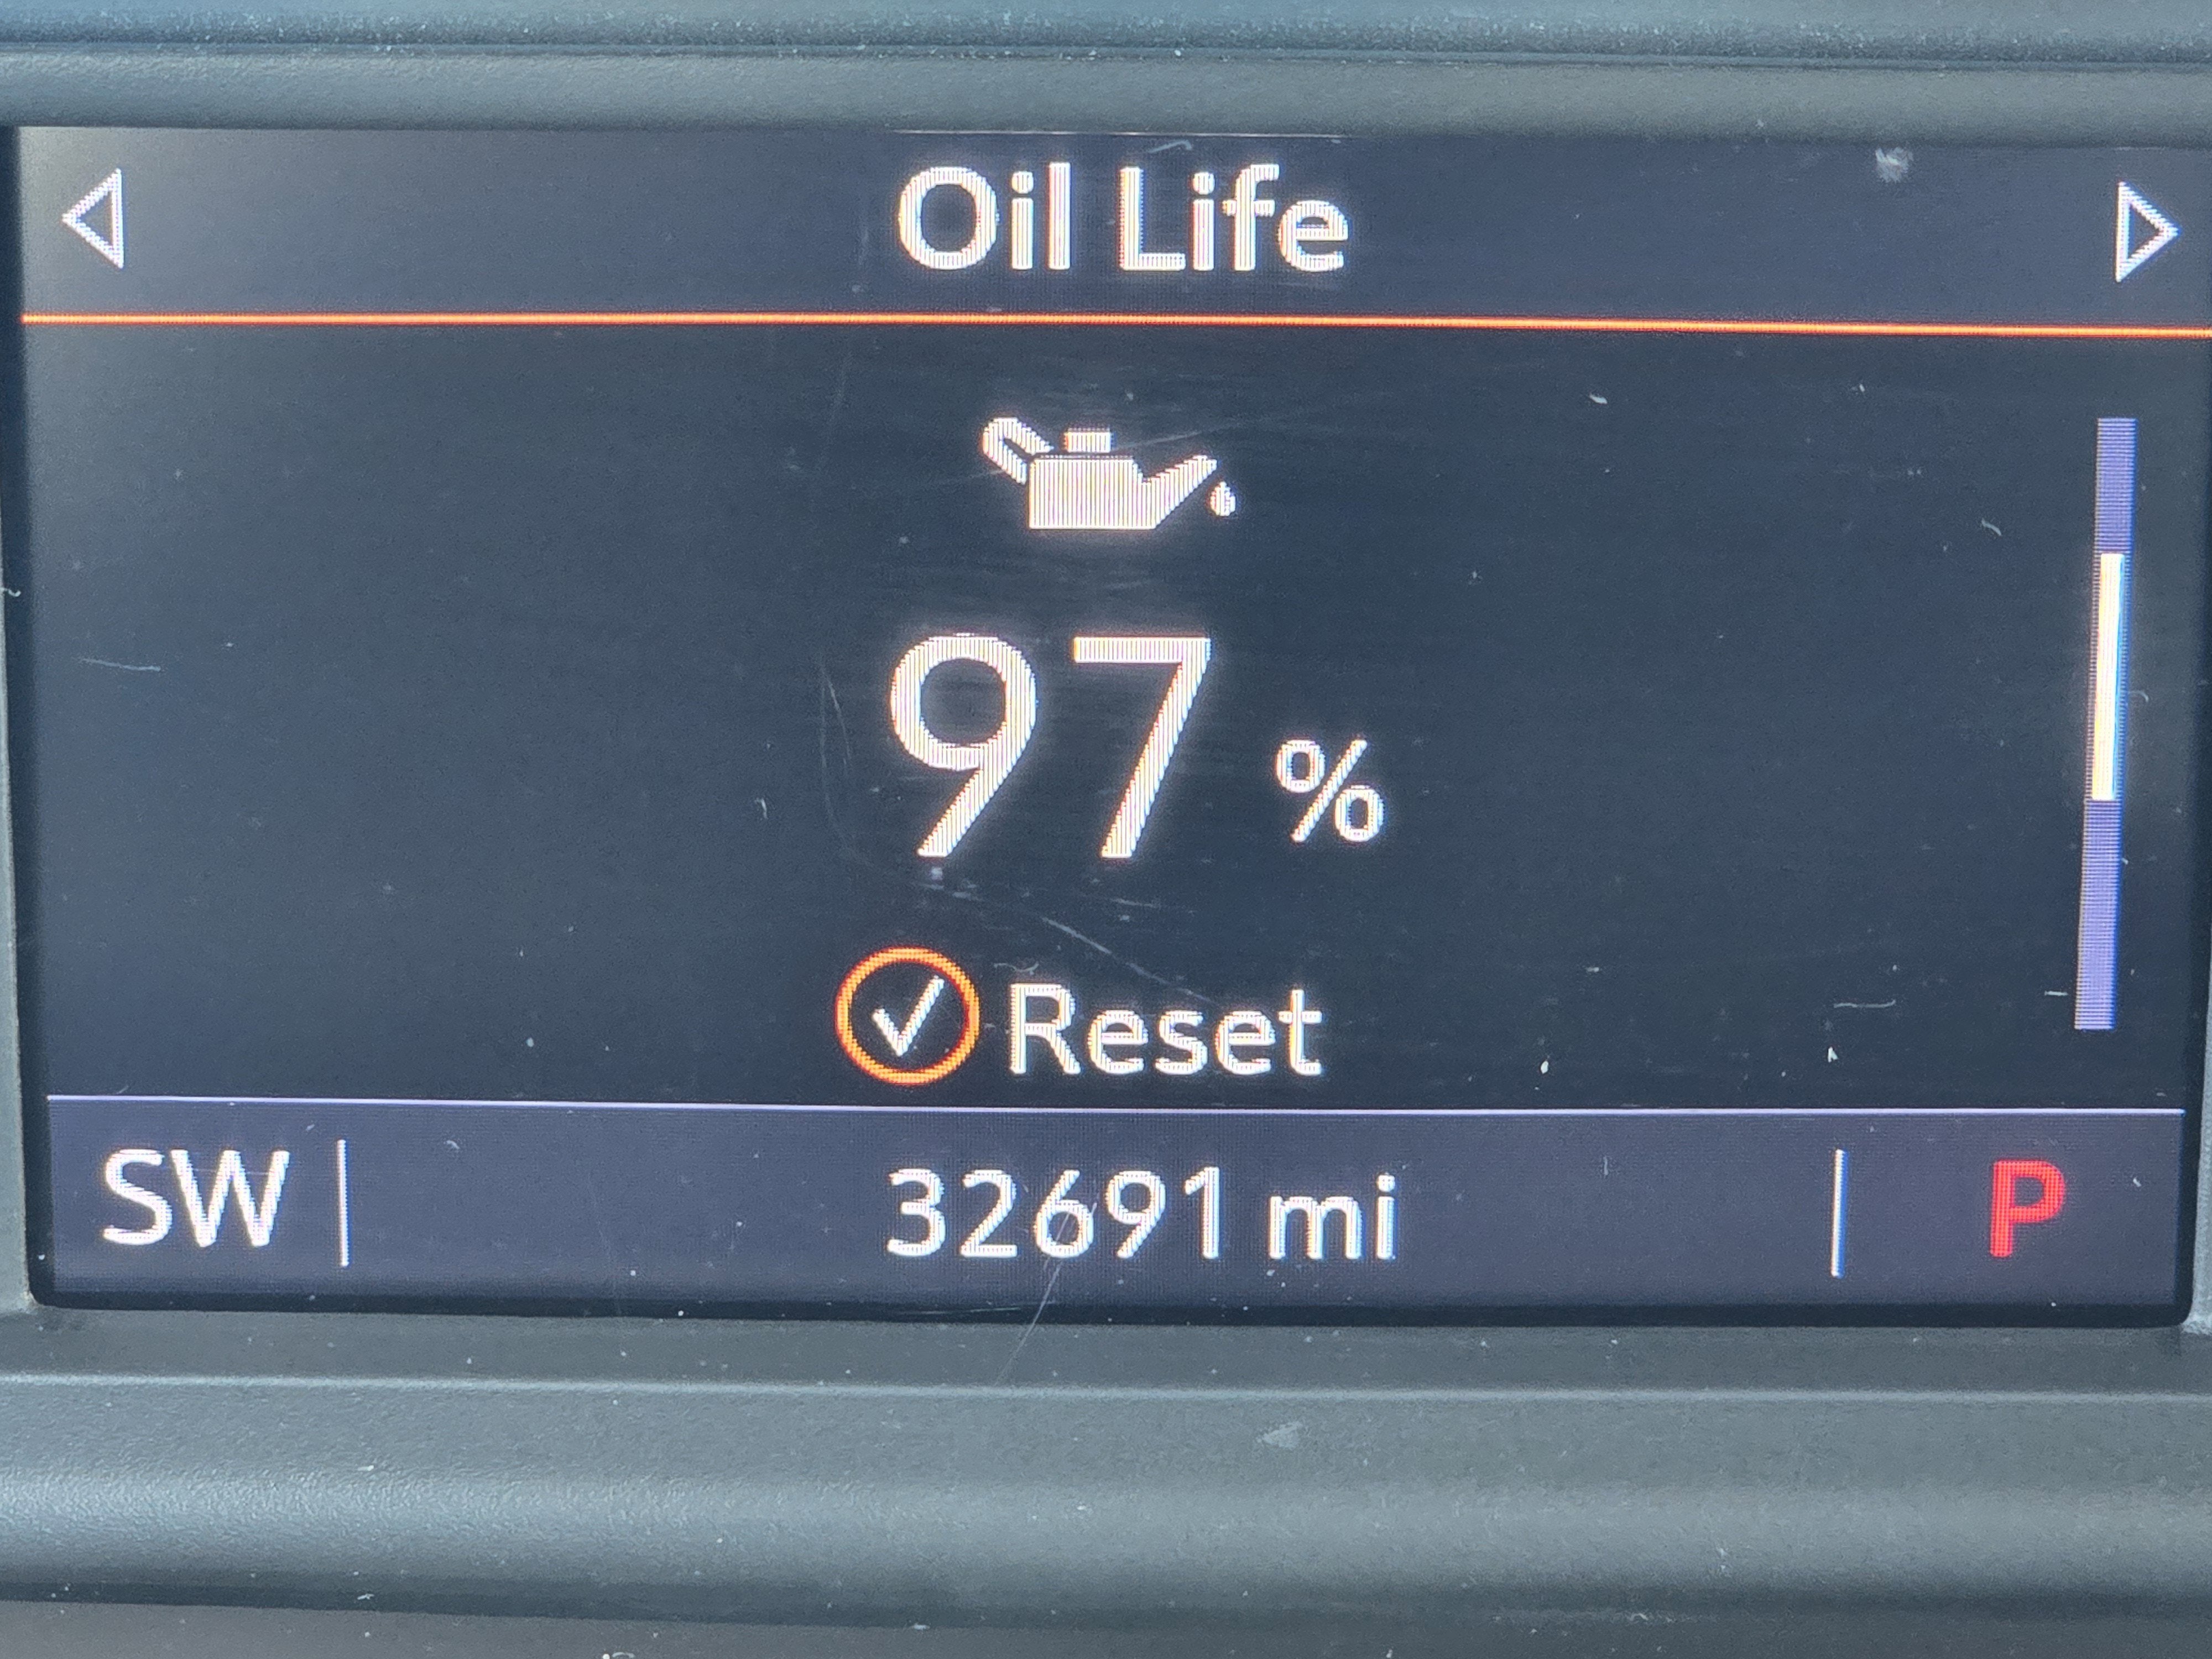 Oil Life
97 %
Reset
SW 32691 mi P